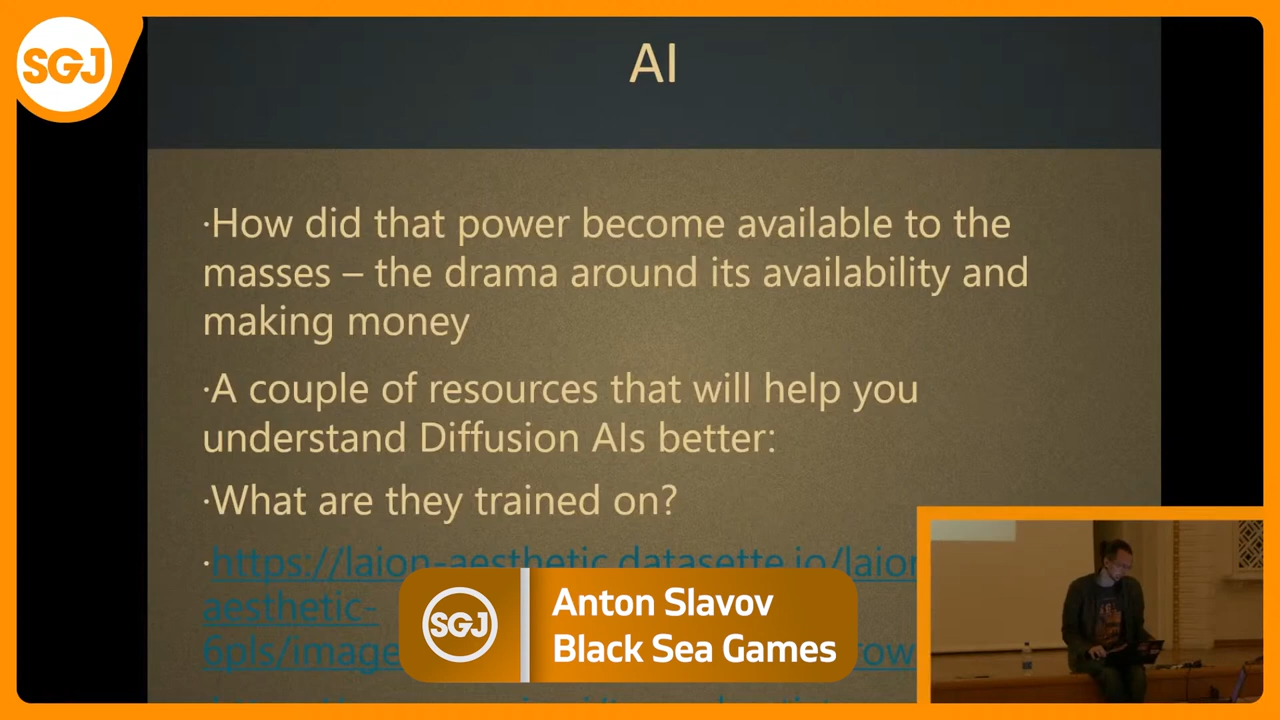 SGJ
AI
·How did that power become available to the
masses – the drama around its availability and
making money
·A couple of resources that will help you
understand Diffusion AIs better:
·What are they trained on?
·https://laion-aesthetic.datasette.io/laion
aesthetic-
6pls/image
SGJ
Anton Slavov
Black Sea Games